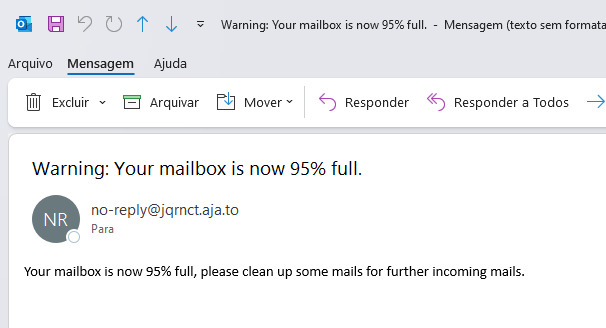 Warning: Your mailbox is now 95% full. - Mensagem (texto sem formata
Arquivo Mensagem Ajuda
Excluir Arquivar Mover Responder Responder a Todos
Warning: Your mailbox is now 95% full.
NR no-reply@jqrnct.aja.to
Para
Your mailbox is now 95% full, please clean up some mails for further incoming mails.